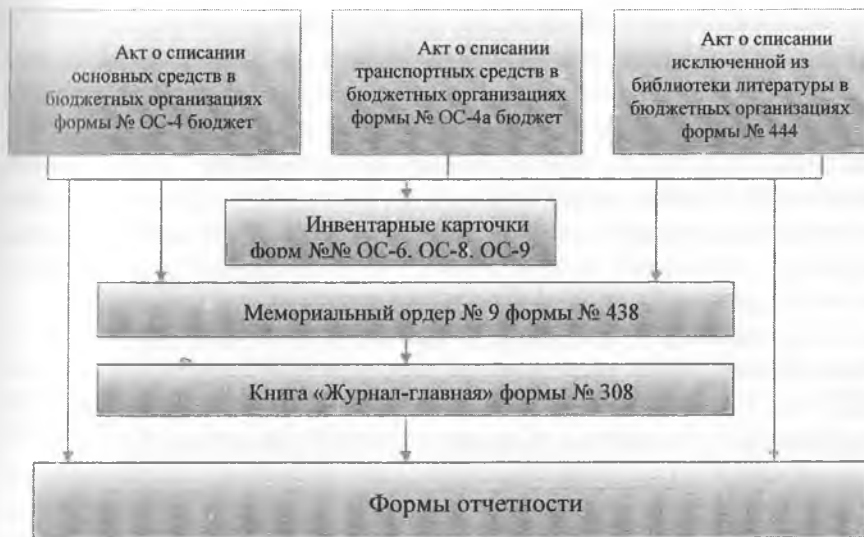 Акт о списании
основных средств в
бюджетных организациях
формы № ОС-4 бюджет
Акт о списании
транспортных средств в
бюджетных организациях
формы № ОС-4а бюджет
Акт о списании
исключенной из
библиотеки литературы в
бюджетных организациях
формы № 444
Инвентарные карточки
форм №№ ОС-6, ОС-8, ОС-9
Мемориальный ордер № 9 формы № 438
Книга «Журнал-главная» формы № 308
Формы отчетности